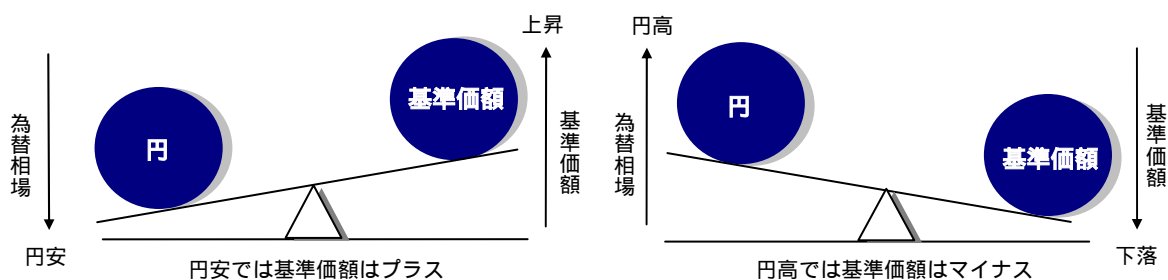 上昇
基準価額
円
為替相場
基準価額
円安
円安では基準価額はプラス
円高
円
為替相場
基準価額
基準価額
下落
円高では基準価額はマイナス